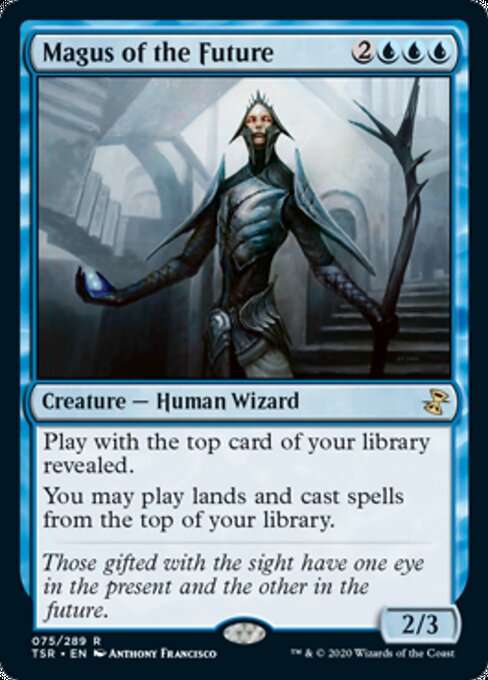 Magus of the Future 2
Creature — Human Wizard
Play with the top card of your library
revealed.
You may play lands and cast spells
from the top of your library.
Those gifted with the sight have one eye
in the present and the other in the
future.
2/3
075/289 R
TSR • EN Anthony Francisco
™ & © 2020 Wizards of the Coast